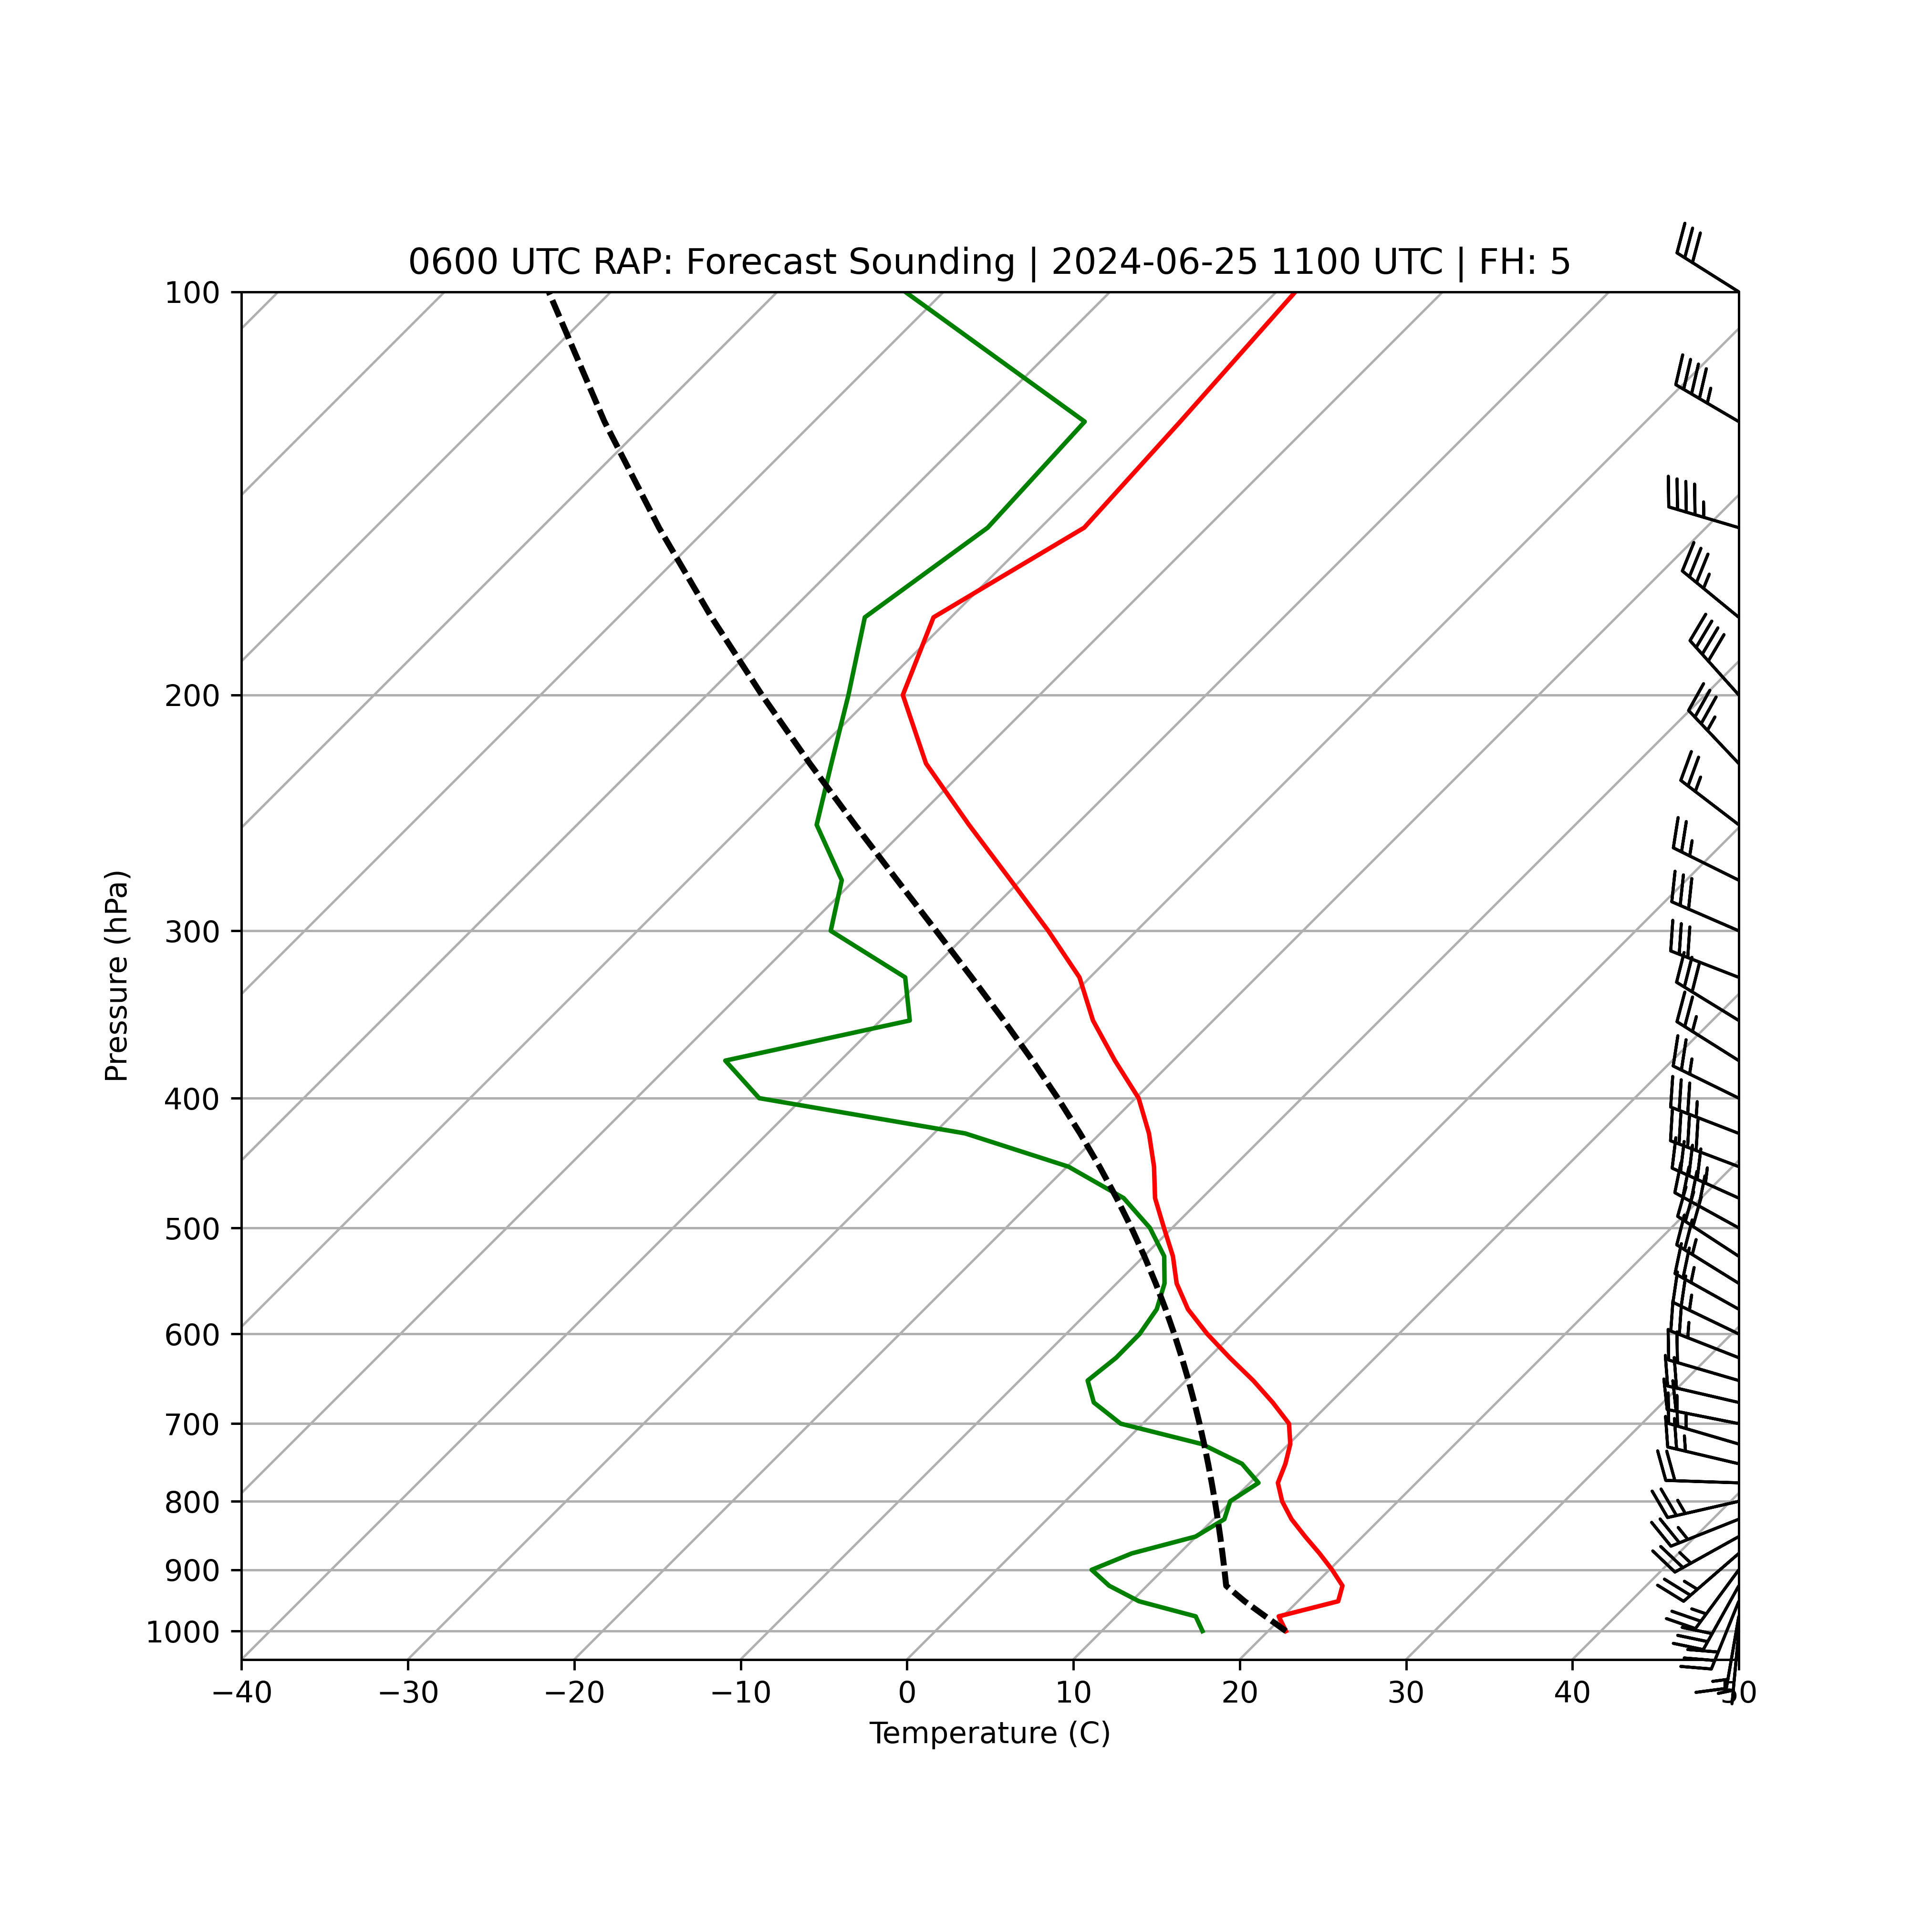 0600 UTC RAP: Forecast Sounding | 2024-06-25 1100 UTC | FH: 5
100
200
300
400
500
600
700
800
900
1000
Pressure (hPa)
−40 −30 −20 −10 0 10 20 30 40 50
Temperature (C)